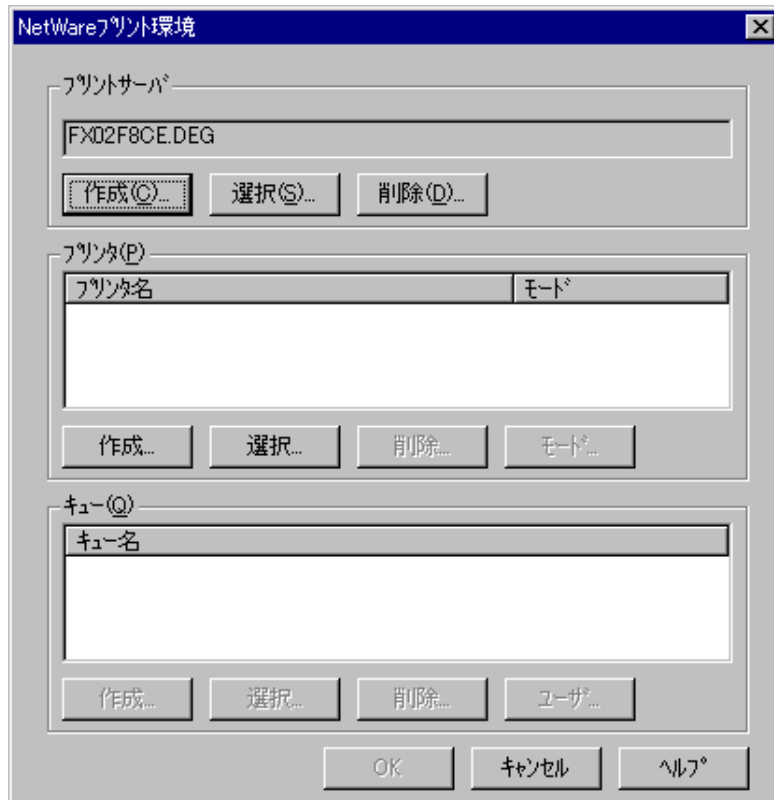 NetWareﾌﾟﾘﾝﾄ環境
ﾌﾟﾘﾝﾄｻｰﾊﾞ
FX02F8CE.DEG
作成(C)... 選択(S)... 削除(D)...
ﾌﾟﾘﾝﾀ(P)
ﾌﾟﾘﾝﾀ名 ﾓｰﾄﾞ
作成... 選択... 削除... ﾓｰﾄﾞ...
ｷｭｰ(Q)
ｷｭｰ名
作成... 選択... 削除... ﾕｰｻﾞ...
OK ｷｬﾝｾﾙ ﾍﾙﾌﾟ